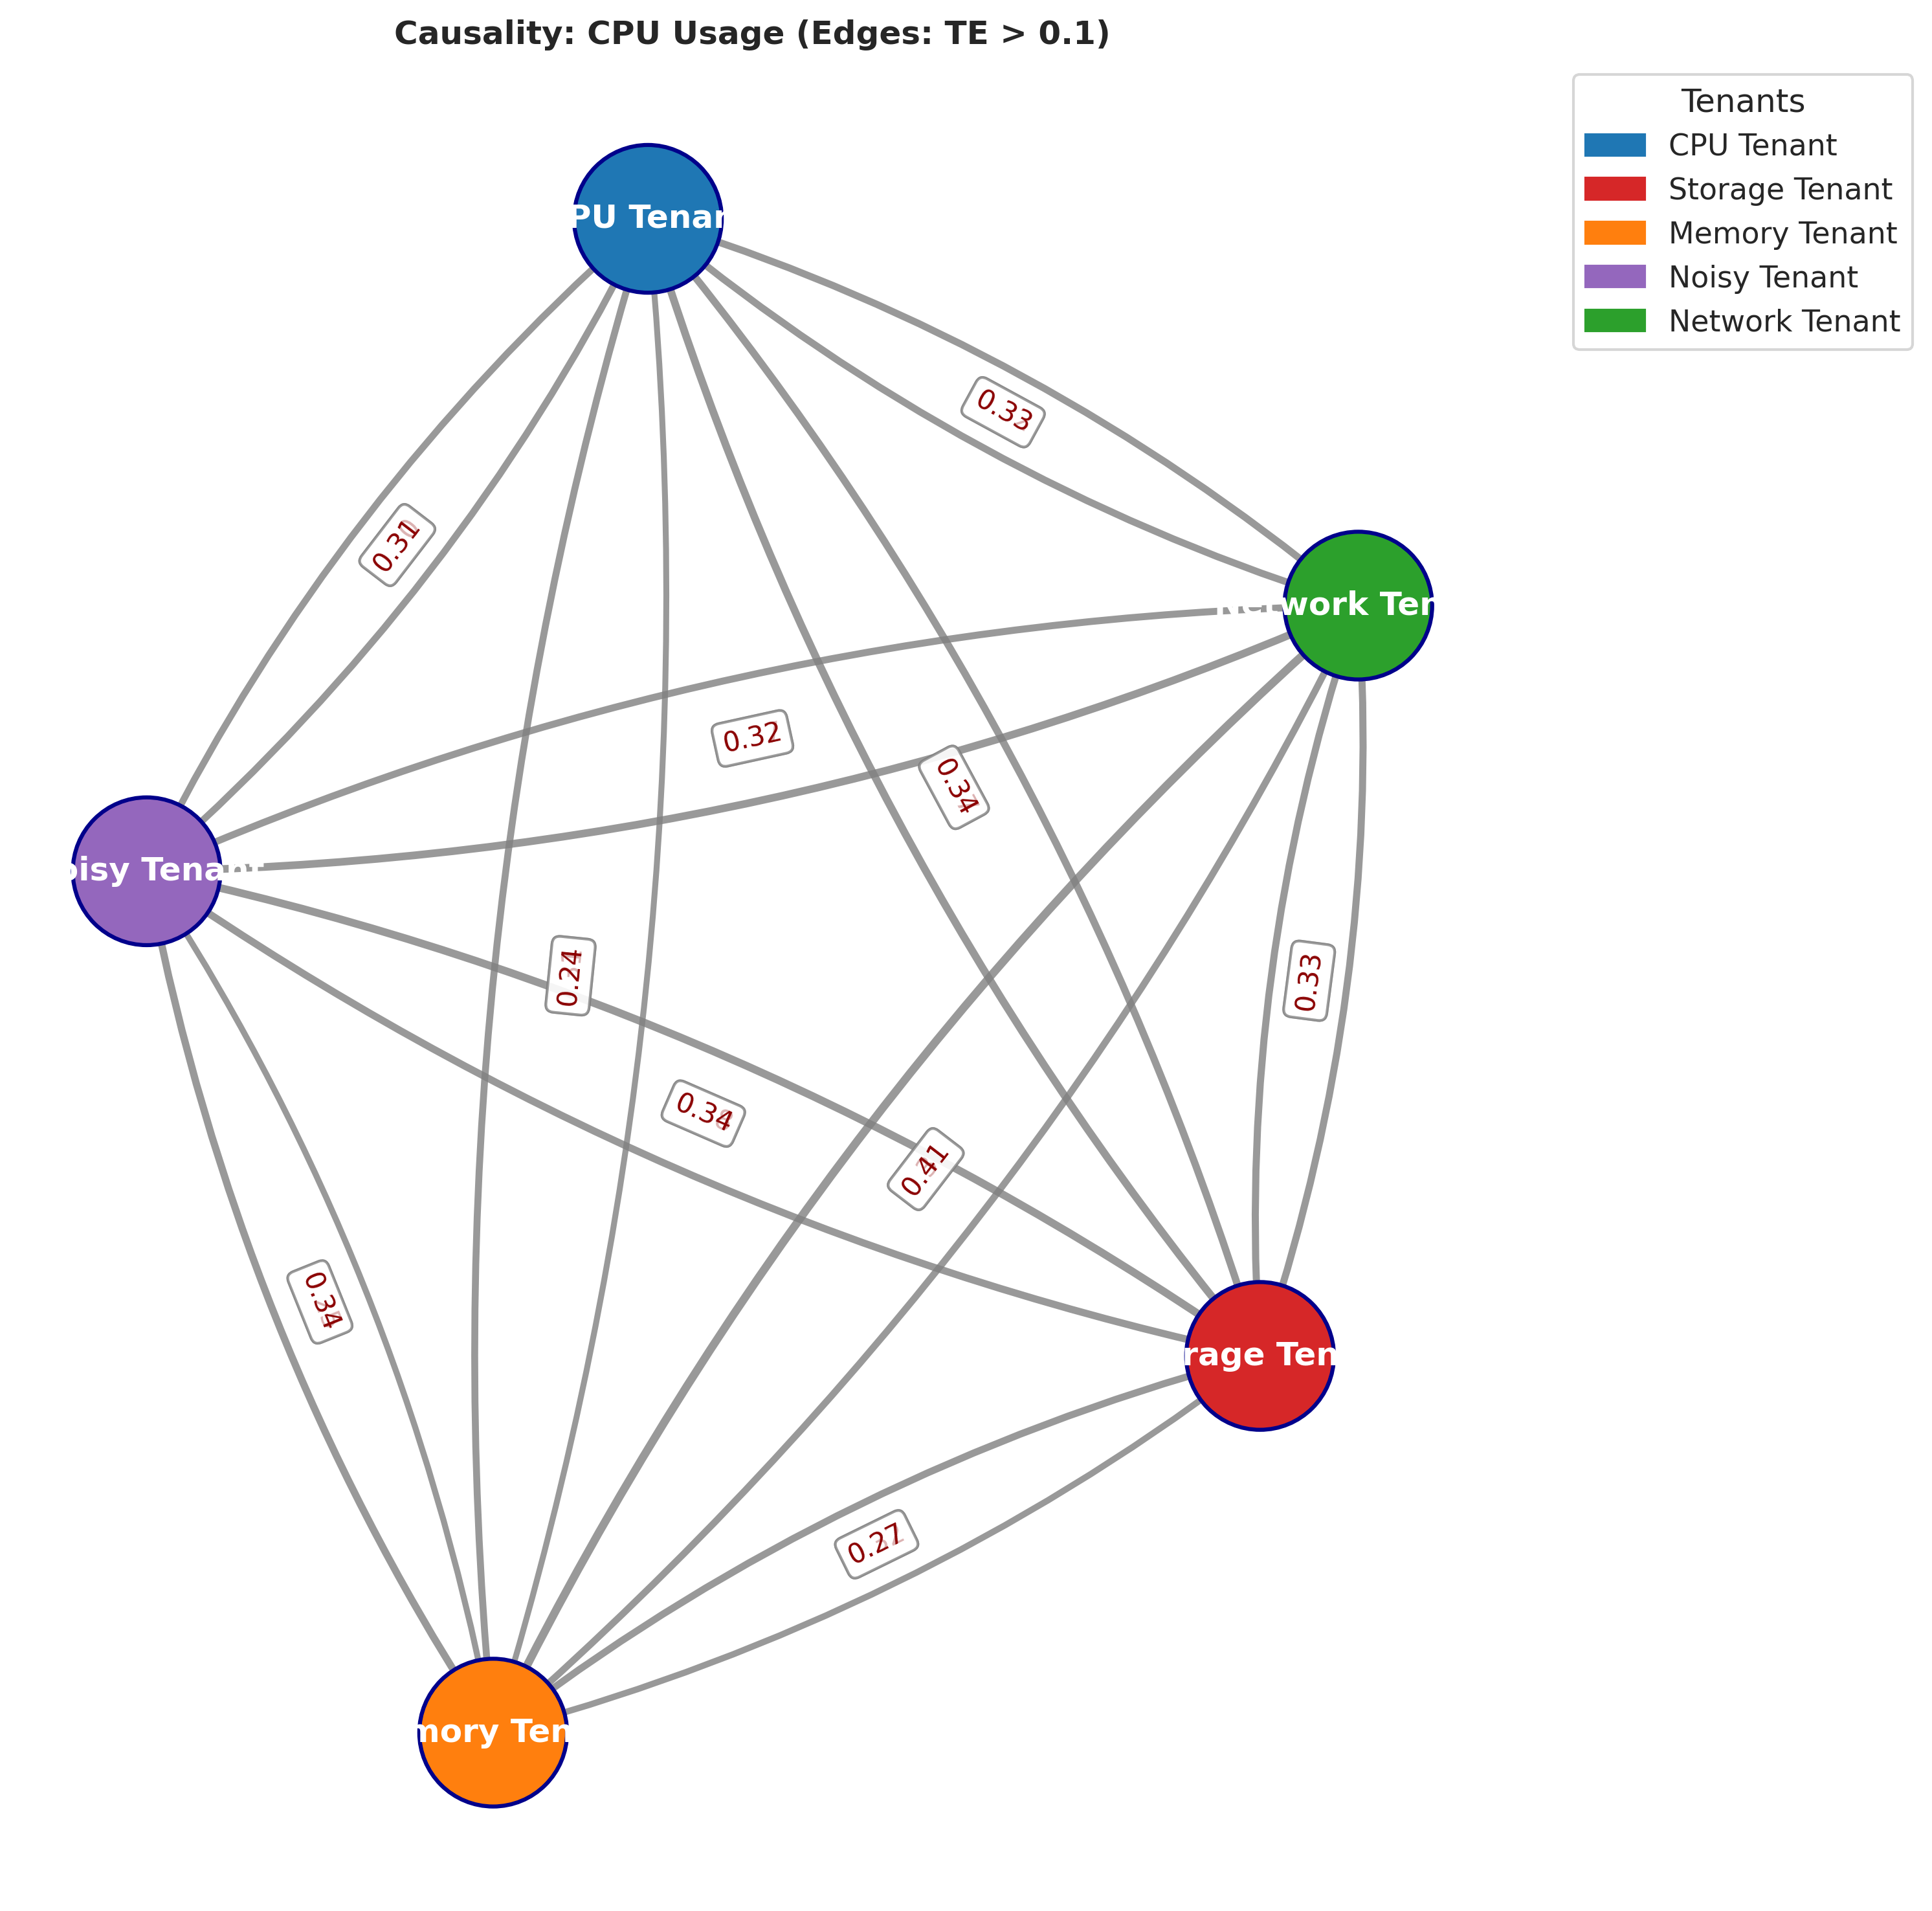 Causality: CPU Usage (Edges: TE > 0.1)
Tenants
CPU Tenant
Storage Tenant
Memory Tenant
Noisy Tenant
Network Tenant
PU Tenan
0.33
0.31
work Ten
0.32
0.34
oisy Tenant
0.24
0.33
0.34
0.41
0.34
rage Ten
0.27
mory Ten